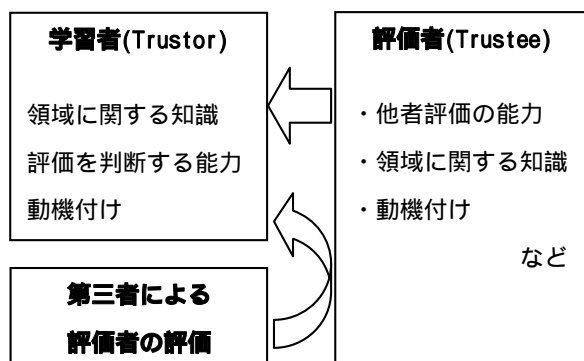 学習者(Trustor)
領域に関する知識
評価を判断する能力
動機付け
第三者による
評価者の評価
評価者(Trustee)
・他者評価の能力
・領域に関する知識
・動機付け
など